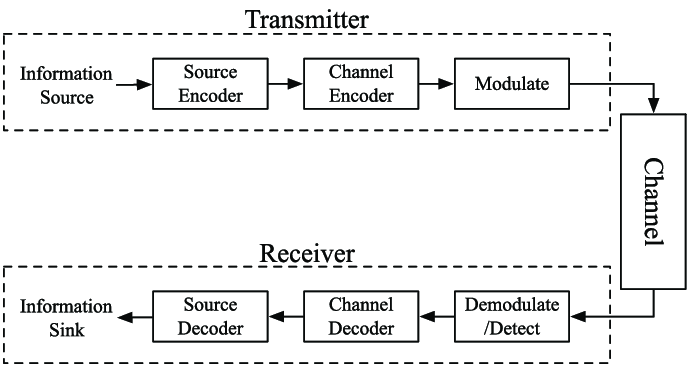 Transmitter
Information
Source
Source
Encoder
Channel
Encoder
Modulate
Channel
Receiver
Information
Sink
Source
Decoder
Channel
Decoder
Demodulate
/Detect